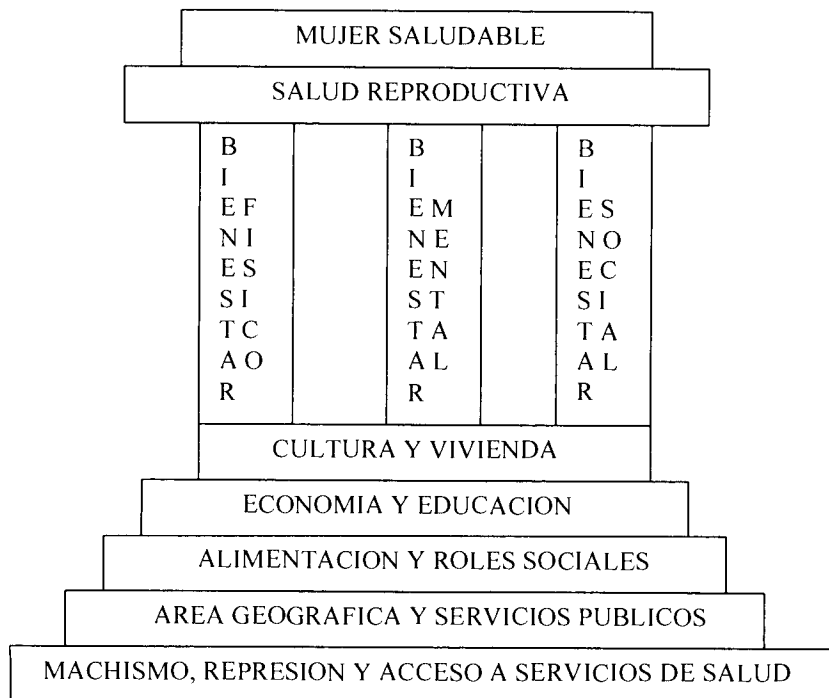 MUJER SALUDABLE
SALUD REPRODUCTIVA
BIENESTAR FISICO
BIENESTAR MENTAL
BIENESTAR SOCIAL
CULTURA Y VIVIENDA
ECONOMIA Y EDUCACION
ALIMENTACION Y ROLES SOCIALES
AREA GEOGRAFICA Y SERVICIOS PUBLICOS
MACHISMO, REPRESION Y ACCESO A SERVICIOS DE SALUD